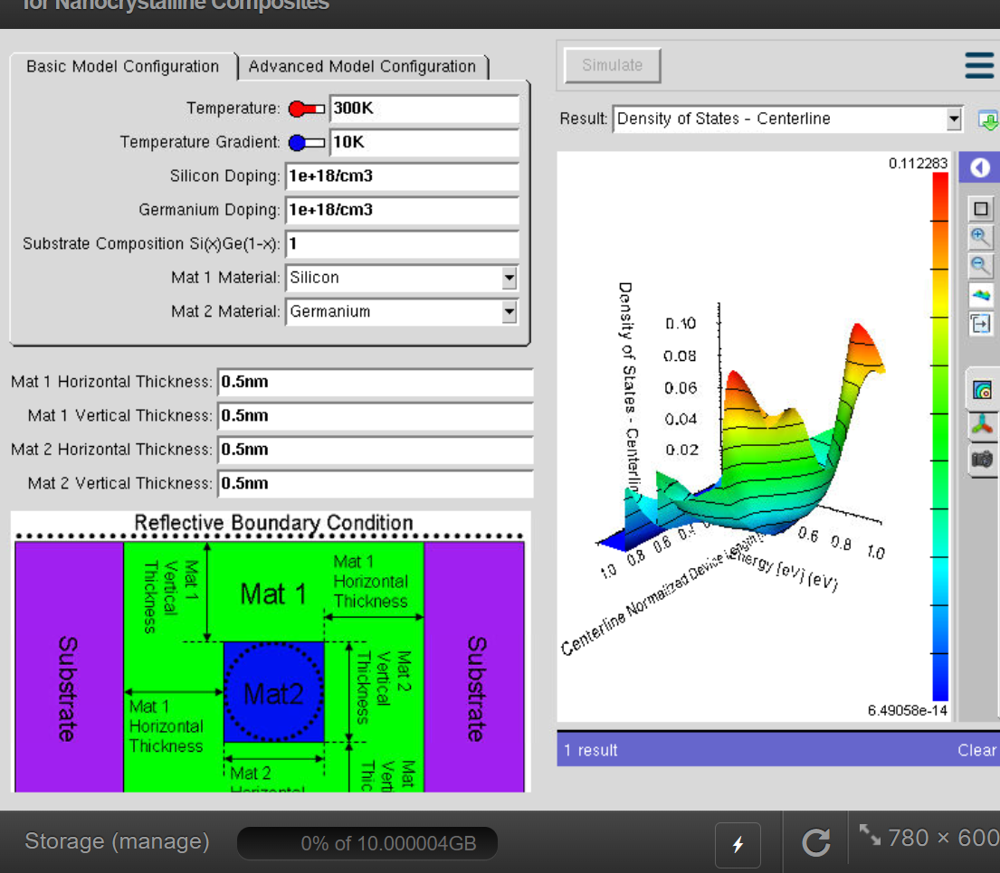 for Nanocrystalline Composites
Basic Model Configuration
Advanced Model Configuration
Temperature: 300K
Temperature Gradient: 10K
Silicon Doping: 1e+18/cm3
Germanium Doping: 1e+18/cm3
Substrate Composition Si(x)Ge(1-x): 1
Mat 1 Material: Silicon
Mat 2 Material: Germanium
Mat 1 Horizontal Thickness: 0.5nm
Mat 1 Vertical Thickness: 0.5nm
Mat 2 Horizontal Thickness: 0.5nm
Mat 2 Vertical Thickness: 0.5nm
Reflective Boundary Condition
Substrate
Mat 1
Vertical
Thickness
Mat 1
Mat 1
Horizontal
Thickness
Mat2
Mat 2
Vertical
Thickness
Substrate
Mat 1
Horizontal
Thickness
Mat 2
Horizontal
Mat
Verti
Thic
Simulate
Result: Density of States - Centerline
0.112283
Density of States - Centerlin
0.10
0.08
0.06
0.04
0.02
1.0 0.8 0.6
Centerline Normalized Device Length
0.6 0.8 1.0
Energy [eV] (eV)
6.49058e-14
1 result
Clear
Storage (manage)
0% of 10.000004GB
780 × 600